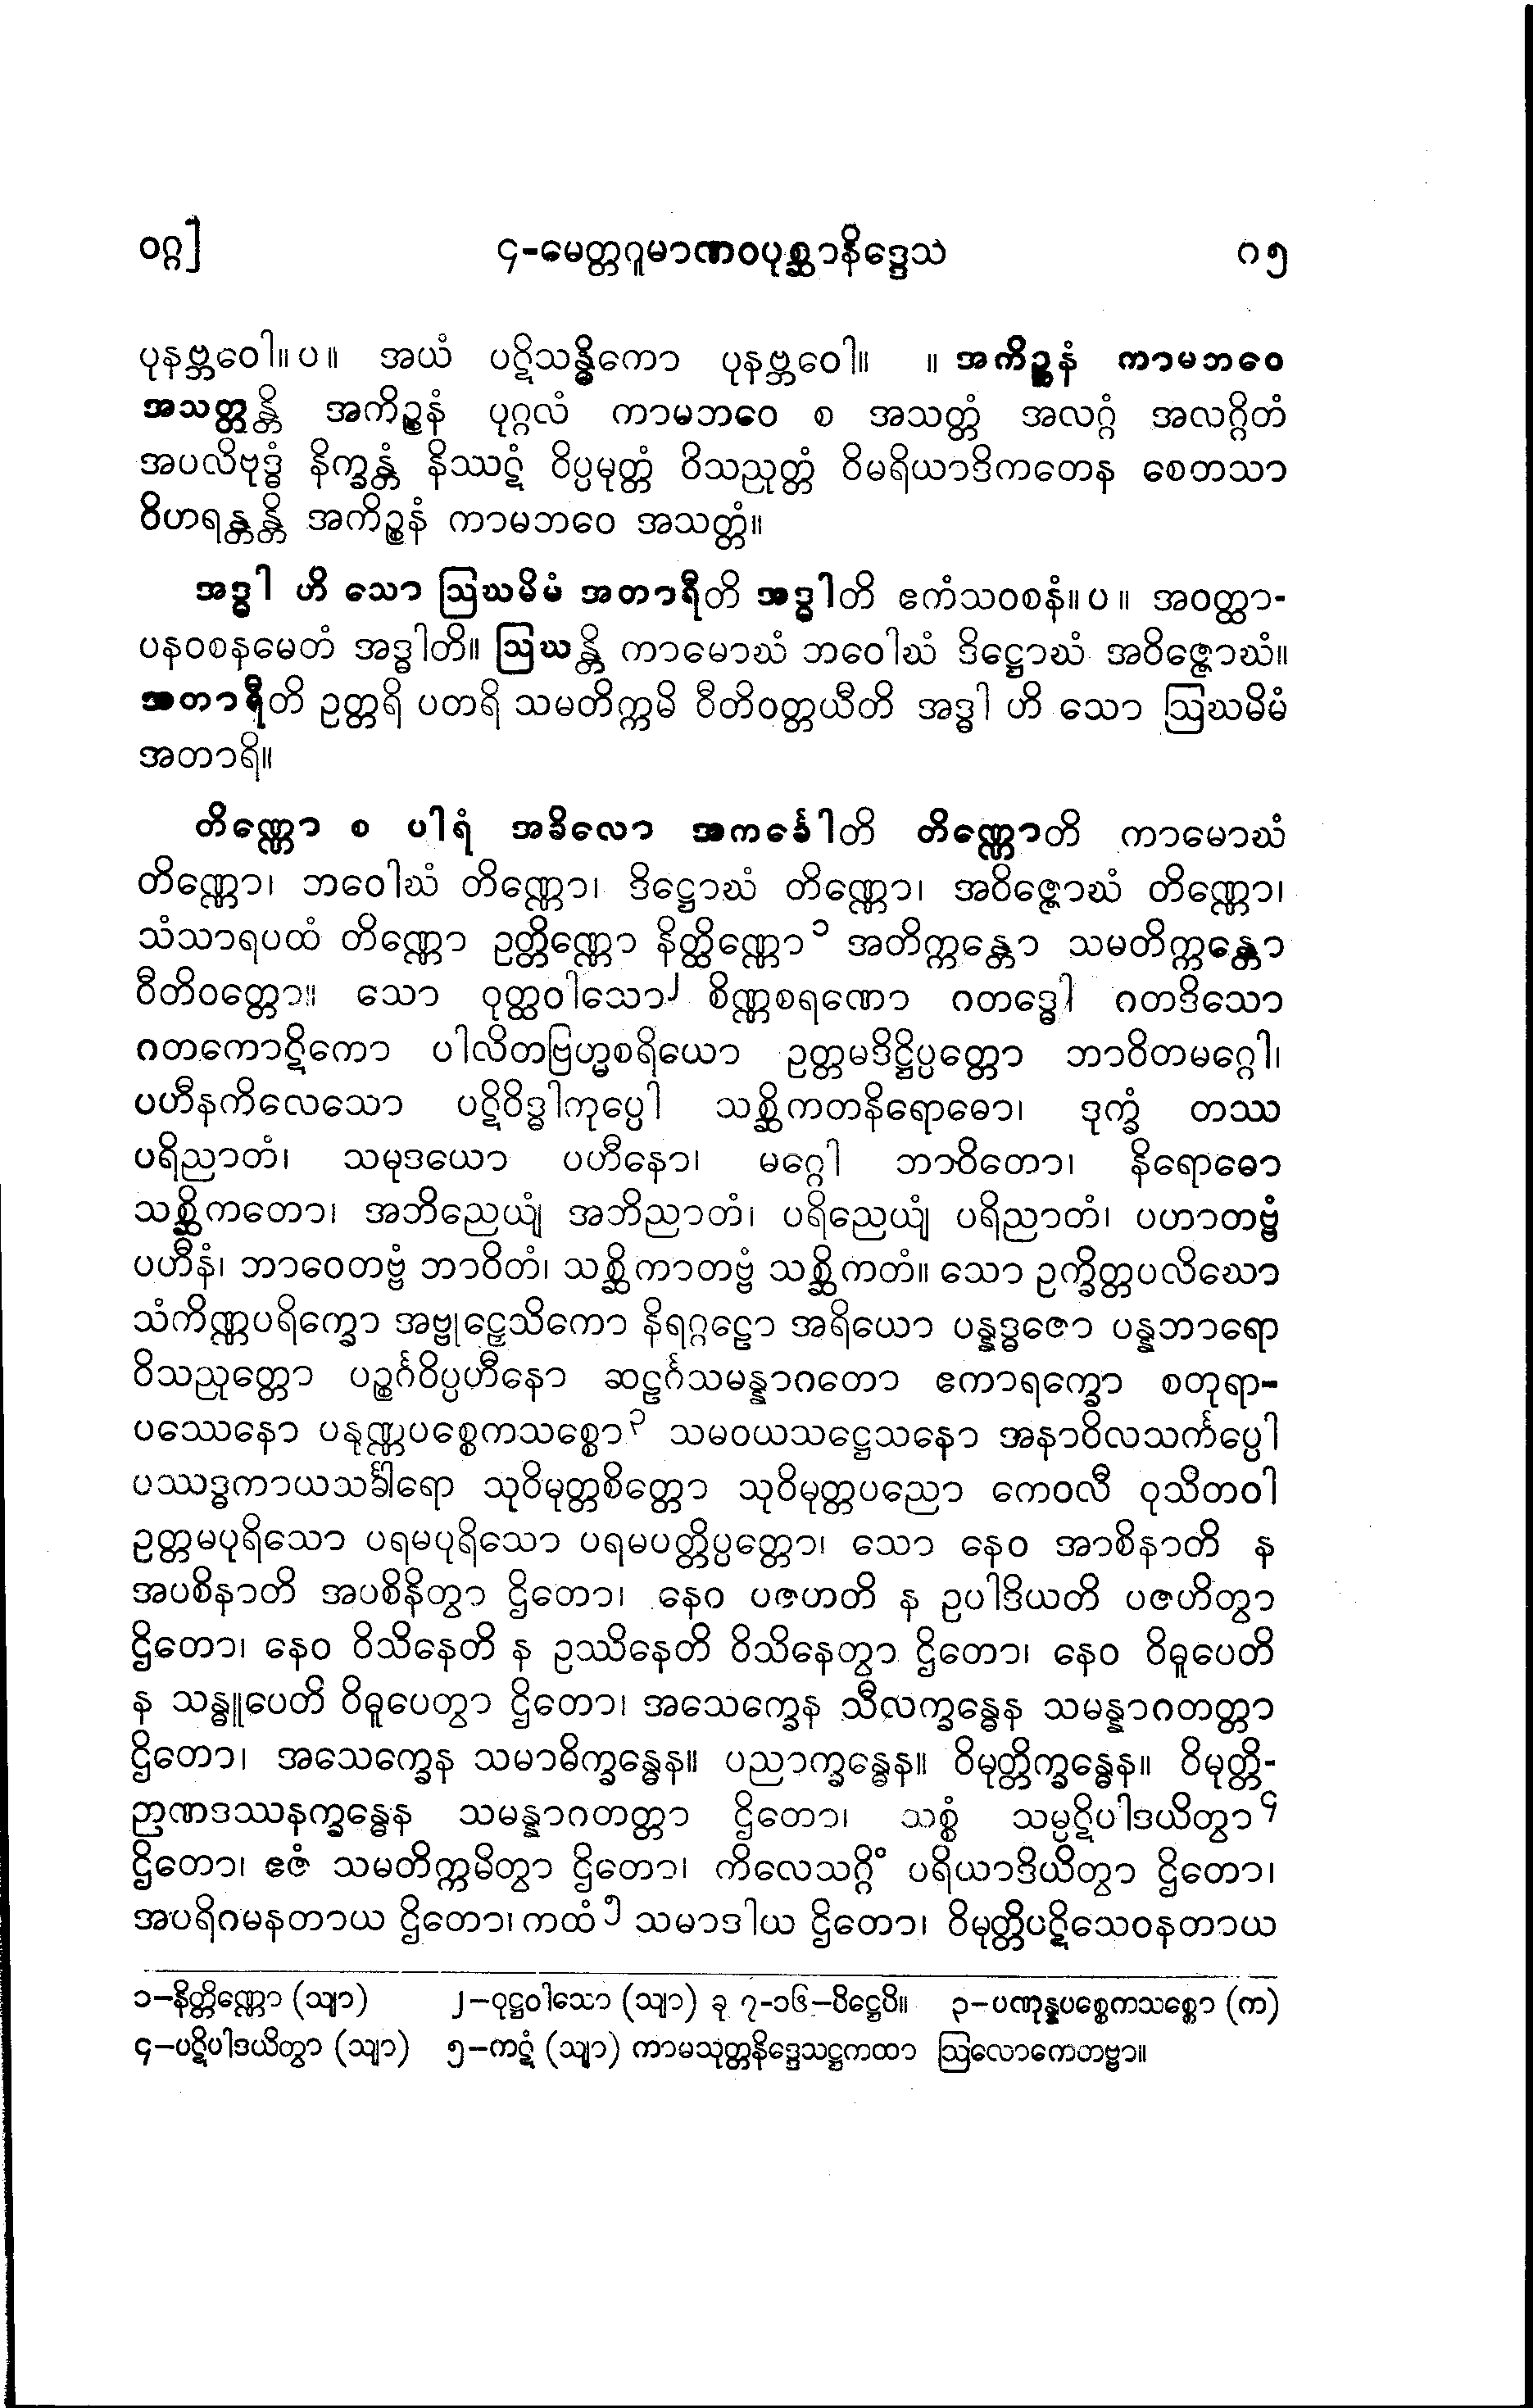 ဝဂ္ဂ] ၄-မေတ္တဂူမာဏဝပုစ္ဆာနိဒ္ဒေသ ၈၅
ပုနဗ္ဘဝေါ။ပ။ အယံ ပဋိသန္ဓိကော ပုနဗ္ဘဝေါ။ ။ အကိဉ္စနံ ကာမဘဝေ
အသတ္တန္တိ အကိဉ္စနံ ပုဂ္ဂလံ ကာမဘဝေ စ အသတ္တံ အလဂ္ဂံ အလဂ္ဂိတံ
အပလိဗုဒ္ဓံ နိက္ခန္တံ နိဿဋံ ဝိပ္ပမုတ္တံ ဝိသညုတ္တံ ဝိမရိယာဒိကတေန စေတသာ
ဝိဟရန္တန္တိ အကိဉ္စနံ ကာမဘဝေ အသတ္တံ။
အဒ္ဓါ ဟိ သော ဩဃမိမံ အတာရီတိ အဒ္ဓါတိ ဧကံသဝစနံ။ပ။ အဝတ္ထာ-
ပနဝစနမေတံ အဒ္ဓါတိ။ ဩဃန္တိ ကာမောဃံ ဘဝေါဃံ ဒိဋ္ဌောဃံ အဝိဇ္ဇောဃံ။
အတာရီတိ ဥတ္တရိ ပတရိ သမတိက္ကမိ ဝီတိဝတ္တယီတိ အဒ္ဓါ ဟိ သော ဩဃမိမံ
အတာရိ။
တိဏ္ဏော စ ပါရံ အခိလော အကင်္ခေါတိ တိဏ္ဏောတိ ကာမောဃံ
တိဏ္ဏော၊ ဘဝေါဃံ တိဏ္ဏော၊ ဒိဋ္ဌောဃံ တိဏ္ဏော၊ အဝိဇ္ဇောဃံ တိဏ္ဏော၊
သံသာရပထံ တိဏ္ဏော ဥတ္တိဏ္ဏော နိတ္ထိဏ္ဏော၁ အတိက္ကန္တော သမတိက္ကန္တော
ဝီတိဝတ္တော။ သော ဝုတ္ထဝါသော၂ စိဏ္ဏစရဏော ဂတဒ္ဓေါ ဂတဒိသော
ဂတကောဋိကော ပါလိတဗြဟ္မစရိယော ဥတ္တမဒိဋ္ဌိပ္ပတ္တော ဘာဝိတမဂ္ဂေါ၊
ပဟီနကိလေသော ပဋိဝိဒ္ဓါကုပ္ပေါ သစ္ဆိကတနိရောဓော၊ ဒုက္ခံ တဿ
ပရိညာတံ၊ သမုဒယော ပဟီနော၊ မဂ္ဂေါ ဘာဝိတော၊ နိရောဓော
သစ္ဆိကတော၊ အဘိညေယျံ အဘိညာတံ၊ ပရိညေယျံ ပရိညာတံ၊ ပဟာတဗ္ဗံ
ပဟီနံ၊ ဘာဝေတဗ္ဗံ ဘာဝိတံ၊ သစ္ဆိကာတဗ္ဗံ သစ္ဆိကတံ။ သော ဥက္ခိတ္တပလိဃော
သံကိဏ္ဏပရိက္ခော အဗ္ဗုဠှေသိကော နိရဂ္ဂဠော အရိယော ပန္နဒ္ဓဇော ပန္နဘာရော
ဝိသညုတ္တော ပဉ္စင်္ဂဝိပ္ပဟီနော ဆဠင်္ဂသမန္နာဂတော ဧကာရက္ခော စတုရာ-
ပဿေနော ပနုဏ္ဏပစ္စေကသစ္စော၃ သမဝယသဋ္ဌေသနော အနာဝိလသင်္ကပ္ပေါ
ပဿဒ္ဓကာယသင်္ခါရော သုဝိမုတ္တစိတ္တော သုဝိမုတ္တပညော ကေဝလီ ဝုသိတဝါ
ဥတ္တမပုရိသော ပရမပုရိသော ပရမပတ္တိပ္ပတ္တော၊ သော နေဝ အာစိနာတိ န
အပစိနာတိ အပစိနိတွာ ဌိတော၊ နေဝ ပဇဟတိ န ဥပါဒိယတိ ပဇဟိတွာ
ဌိတော၊ နေဝ ဝိသိနေတိ န ဥဿိနေတိ ဝိသိနေတွာ ဌိတော၊ နေဝ ဝိဓူပေတိ
န သန္ဓူပေတိ ဝိဓူပေတွာ ဌိတော၊ အသေက္ခေန သီလက္ခန္ဓေန သမန္နာဂတတ္တာ
ဌိတော၊ အသေက္ခေန သမာဓိက္ခန္ဓေန။ ပညာက္ခန္ဓေန။ ဝိမုတ္တိက္ခန္ဓေန။ ဝိမုတ္တိ-
ဉာဏဒဿနက္ခန္ဓေန သမန္နာဂတတ္တာ ဌိတော၊ သစ္စံ သမ္ပဋိပါဒယိတွာ၄
ဌိတော၊ ဧဇံ သမတိက္ကမိတွာ ဌိတော၊ ကိလေသဂ္ဂိံ ပရိယာဒိယိတွာ ဌိတော၊
အပရိဂမနတာယ ဌိတော၊ ကထံ၅ သမာဒါယ ဌိတော၊ ဝိမုတ္တိပဋိသေဝနတာယ
၁–နိတ္တိဏ္ဏော (သျာ) ၂–ဝုဋ္ဌဝါသော (သျာ) ခု ၇-၁၆–ပိဋ္ဌေပိ။ ၃–ပဏုန္နပစ္စေကသစ္စော (က)
၄–ပဋိပါဒယိတွာ (သျာ) ၅–ကဋံ (သျာ) ကာမသုတ္တနိဒ္ဒေသဋ္ဌကထာ ဩလောကေတဗ္ဗာ။